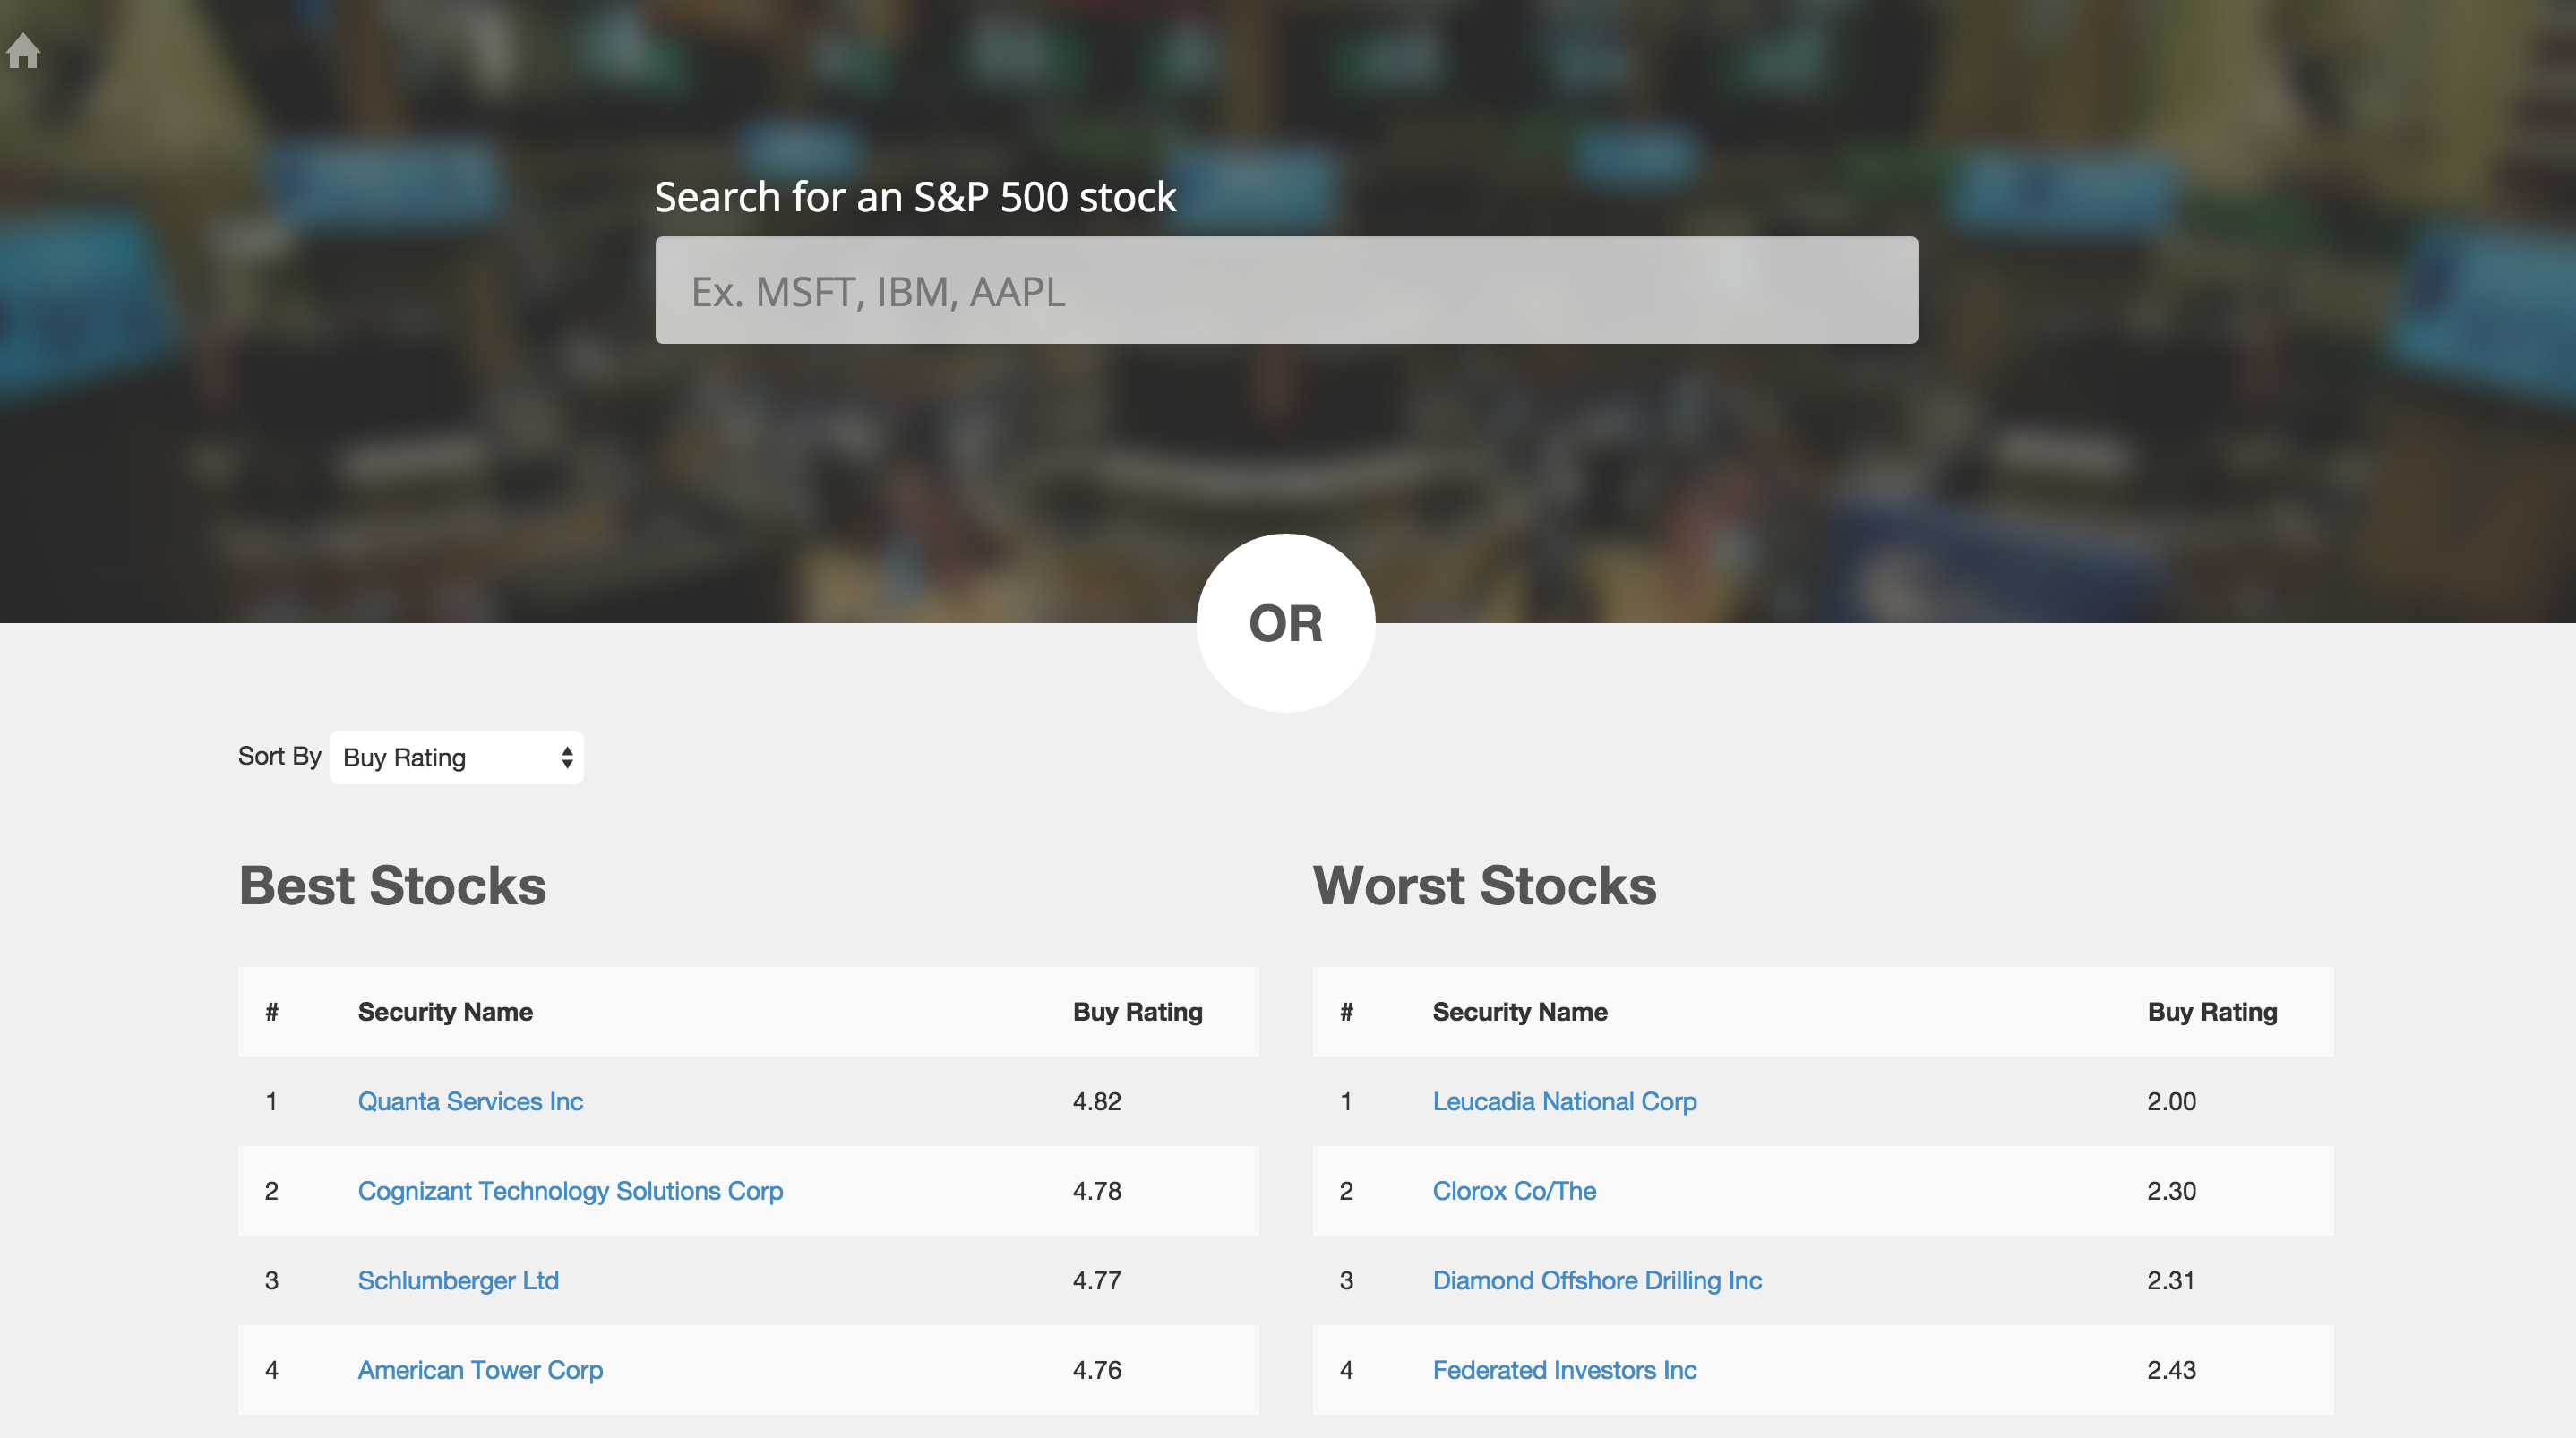 Search for an S&P 500 stock
Ex. MSFT, IBM, AAPL
OR
Sort By Buy Rating
Best Stocks
# Security Name Buy Rating
1 Quanta Services Inc 4.82
2 Cognizant Technology Solutions Corp 4.78
3 Schlumberger Ltd 4.77
4 American Tower Corp 4.76
Worst Stocks
# Security Name Buy Rating
1 Leucadia National Corp 2.00
2 Clorox Co/The 2.30
3 Diamond Offshore Drilling Inc 2.31
4 Federated Investors Inc 2.43